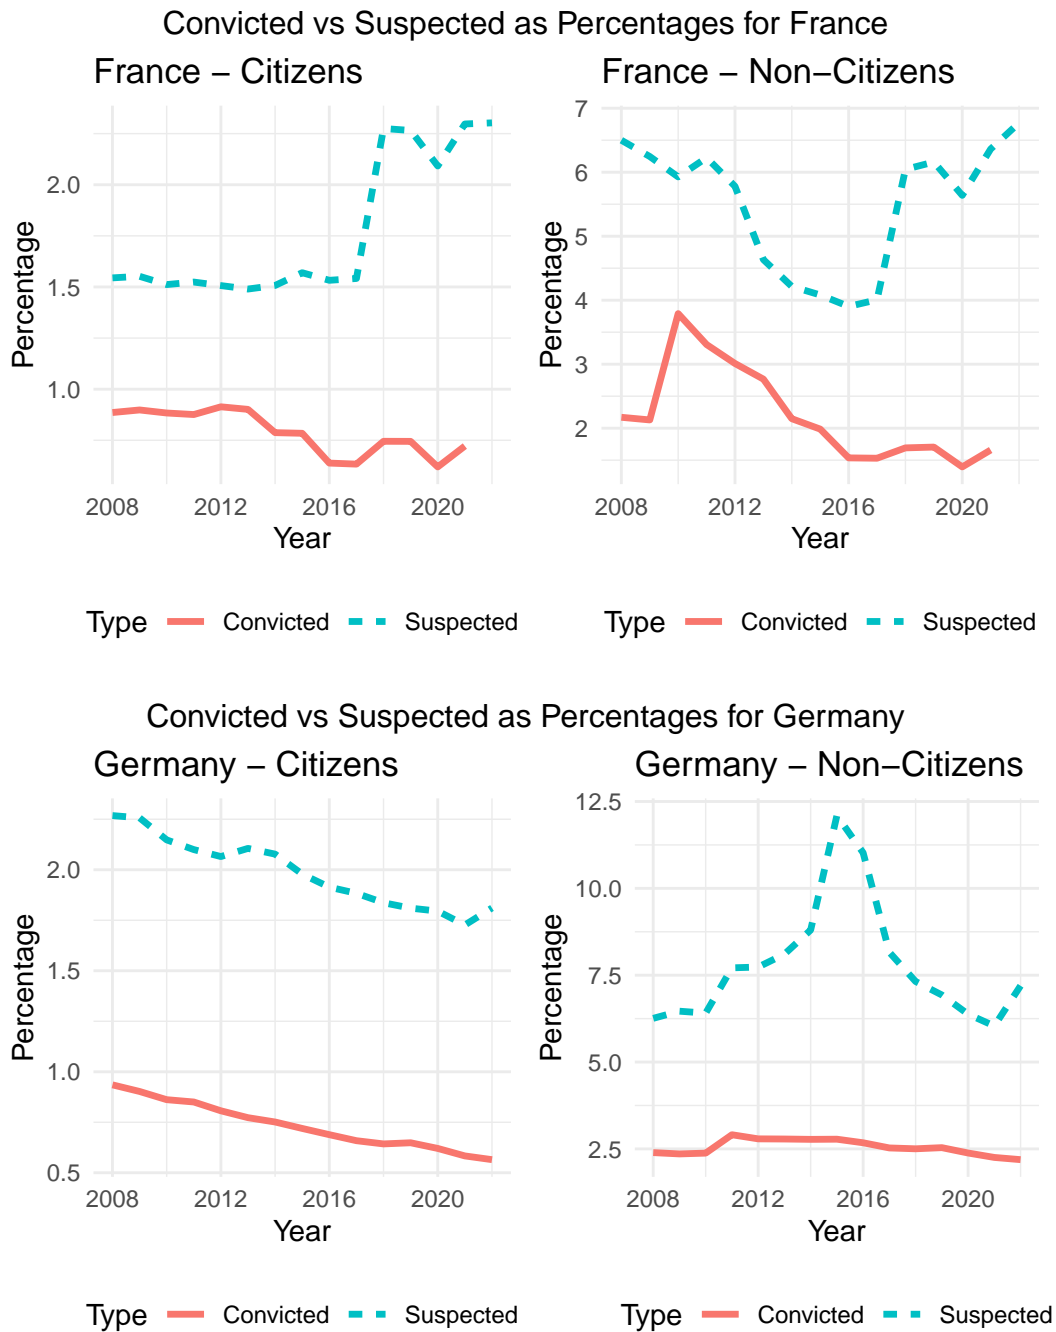 Convicted vs Suspected as Percentages for France
France − Citizens
2.0
1.5
1.0
Percentage
2008 2012 2016 2020
Year
Type Convicted Suspected
France − Non−Citizens
7
6
5
4
3
2
Percentage
2008 2012 2016 2020
Year
Type Convicted Suspected
Convicted vs Suspected as Percentages for Germany
Germany − Citizens
2.0
1.5
1.0
0.5
Percentage
2008 2012 2016 2020
Year
Type Convicted Suspected
Germany − Non−Citizens
12.5
10.0
7.5
5.0
2.5
Percentage
2008 2012 2016 2020
Year
Type Convicted Suspected